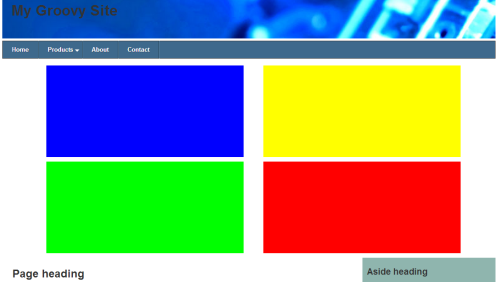 My Groovy Site
Home Products About Contact
Page heading
Aside heading